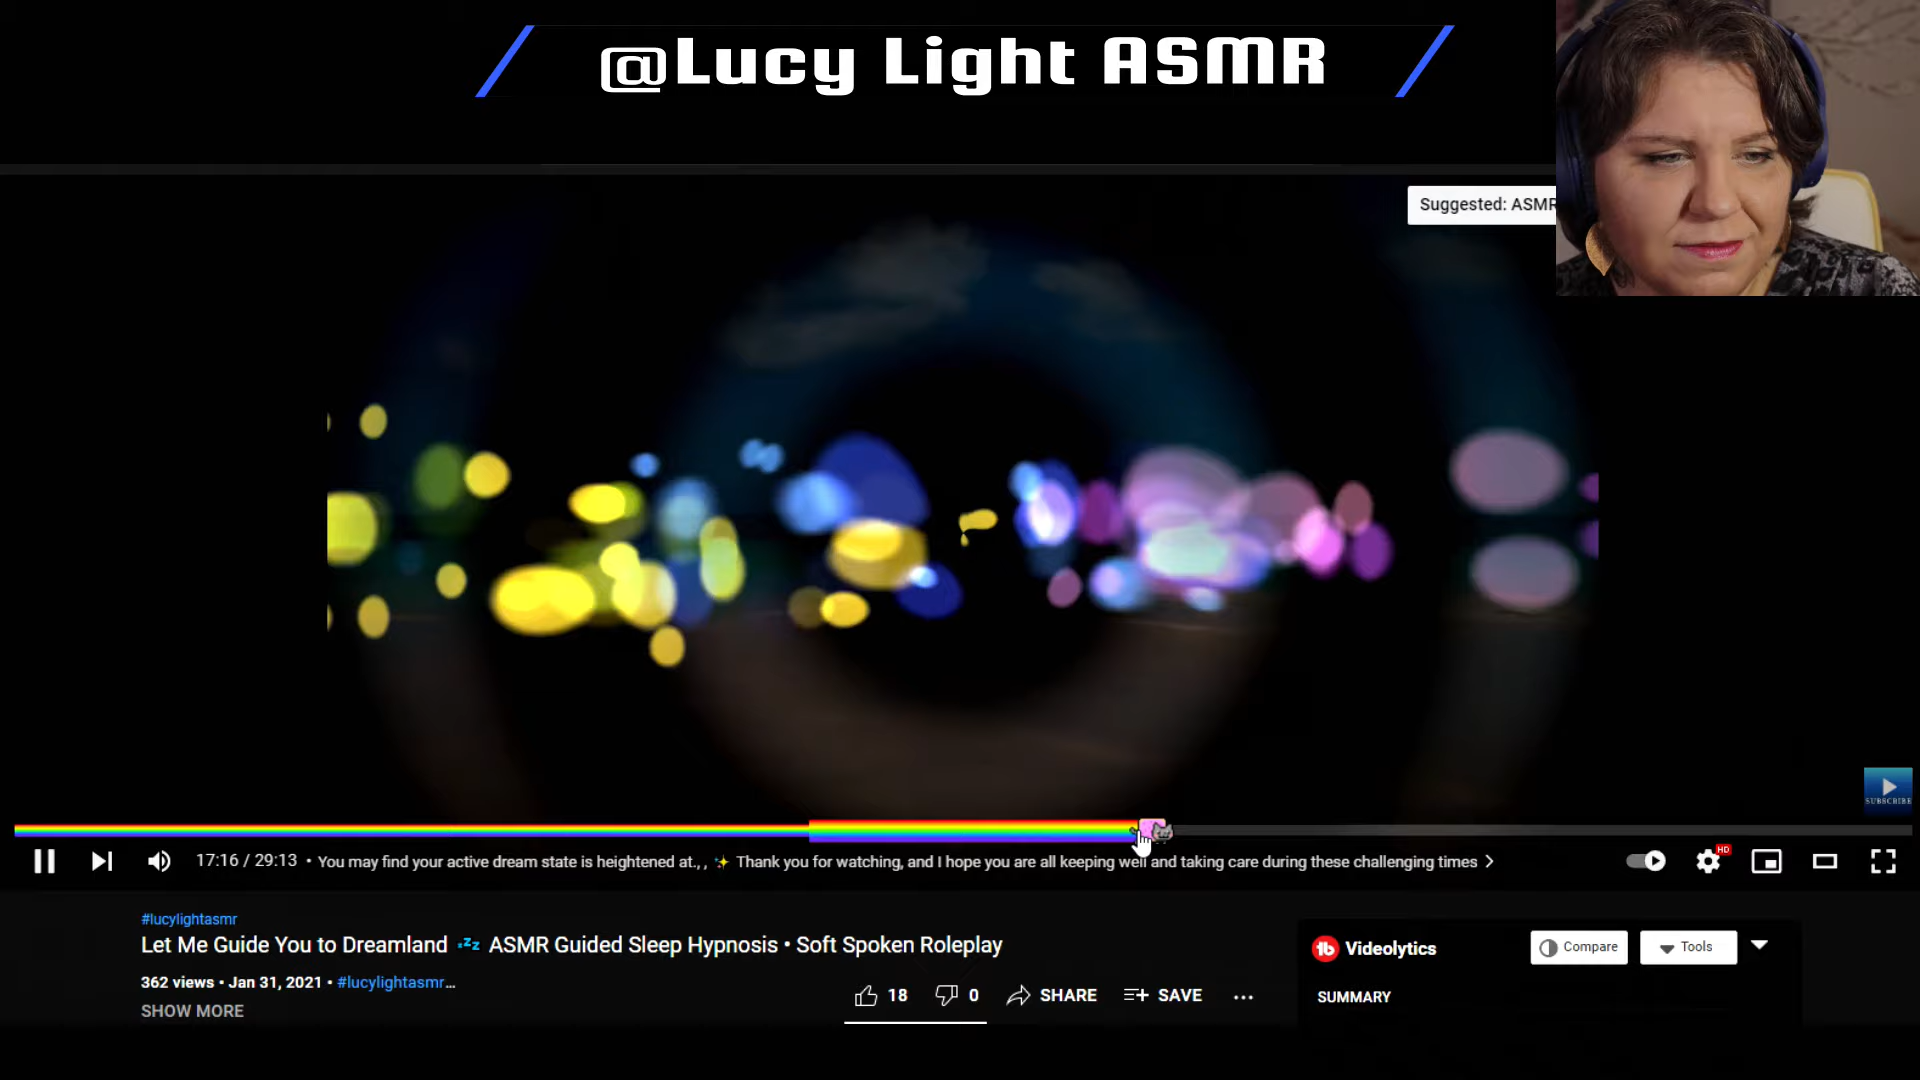 @Lucy Light ASMR
Suggested: ASMR
SUBSCRIBE
17:16 / 29:13 • You may find your active dream state is heightened at., , ✨ Thank you for watching, and I hope you are all keeping well and taking care during these challenging times
HD
#lucylightasmr
Let Me Guide You to Dreamland 💤 ASMR Guided Sleep Hypnosis • Soft Spoken Roleplay
362 views • Jan 31, 2021 • #lucylightasmr...
SHOW MORE
18
0
SHARE
SAVE
Videolytics
Compare
Tools
SUMMARY